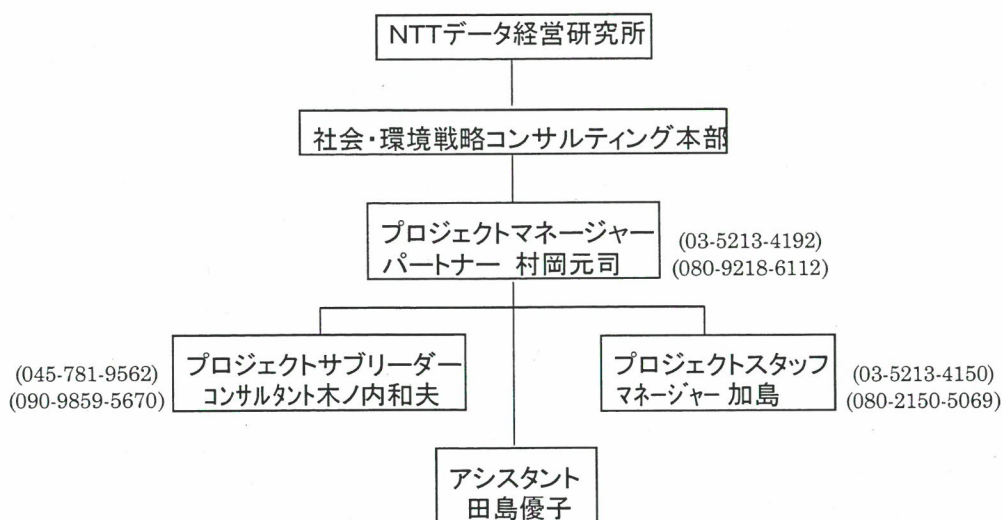 NTTデータ経営研究所
社会・環境戦略コンサルティング本部
プロジェクトマネージャー
パートナー 村岡元司
(03-5213-4192)
(080-9218-6112)
(045-781-9562)
(090-9859-5670)
プロジェクトサブリーダー
コンサルタント木ノ内和夫
プロジェクトスタッフ
マネージャー 加島
(03-5213-4150)
(080-2150-5069)
アシスタント
田島優子